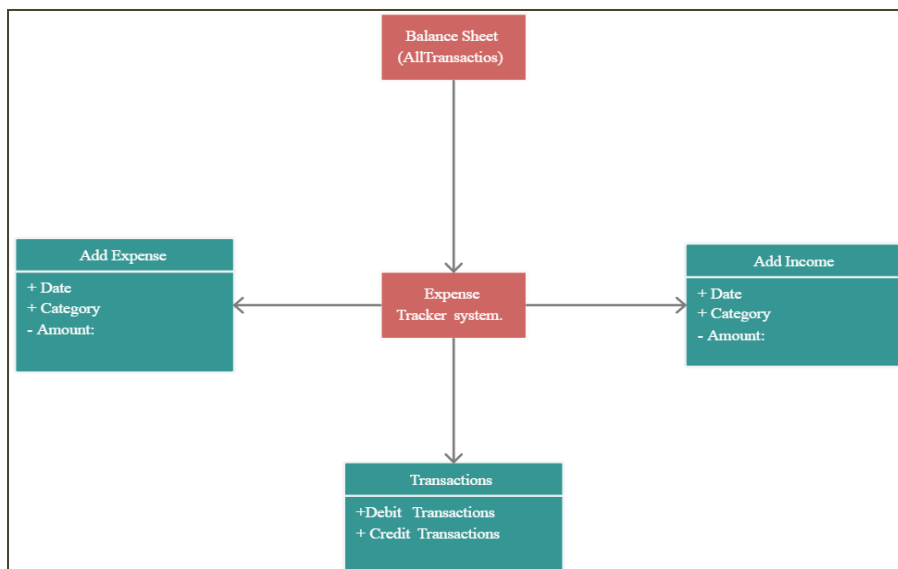 Balance Sheet
(AllTransactios)
Add Expense
+ Date
+ Category
- Amount:
Expense
Tracker system.
Add Income
+ Date
+ Category
- Amount:
Transactions
+Debit Transactions
+ Credit Transactions